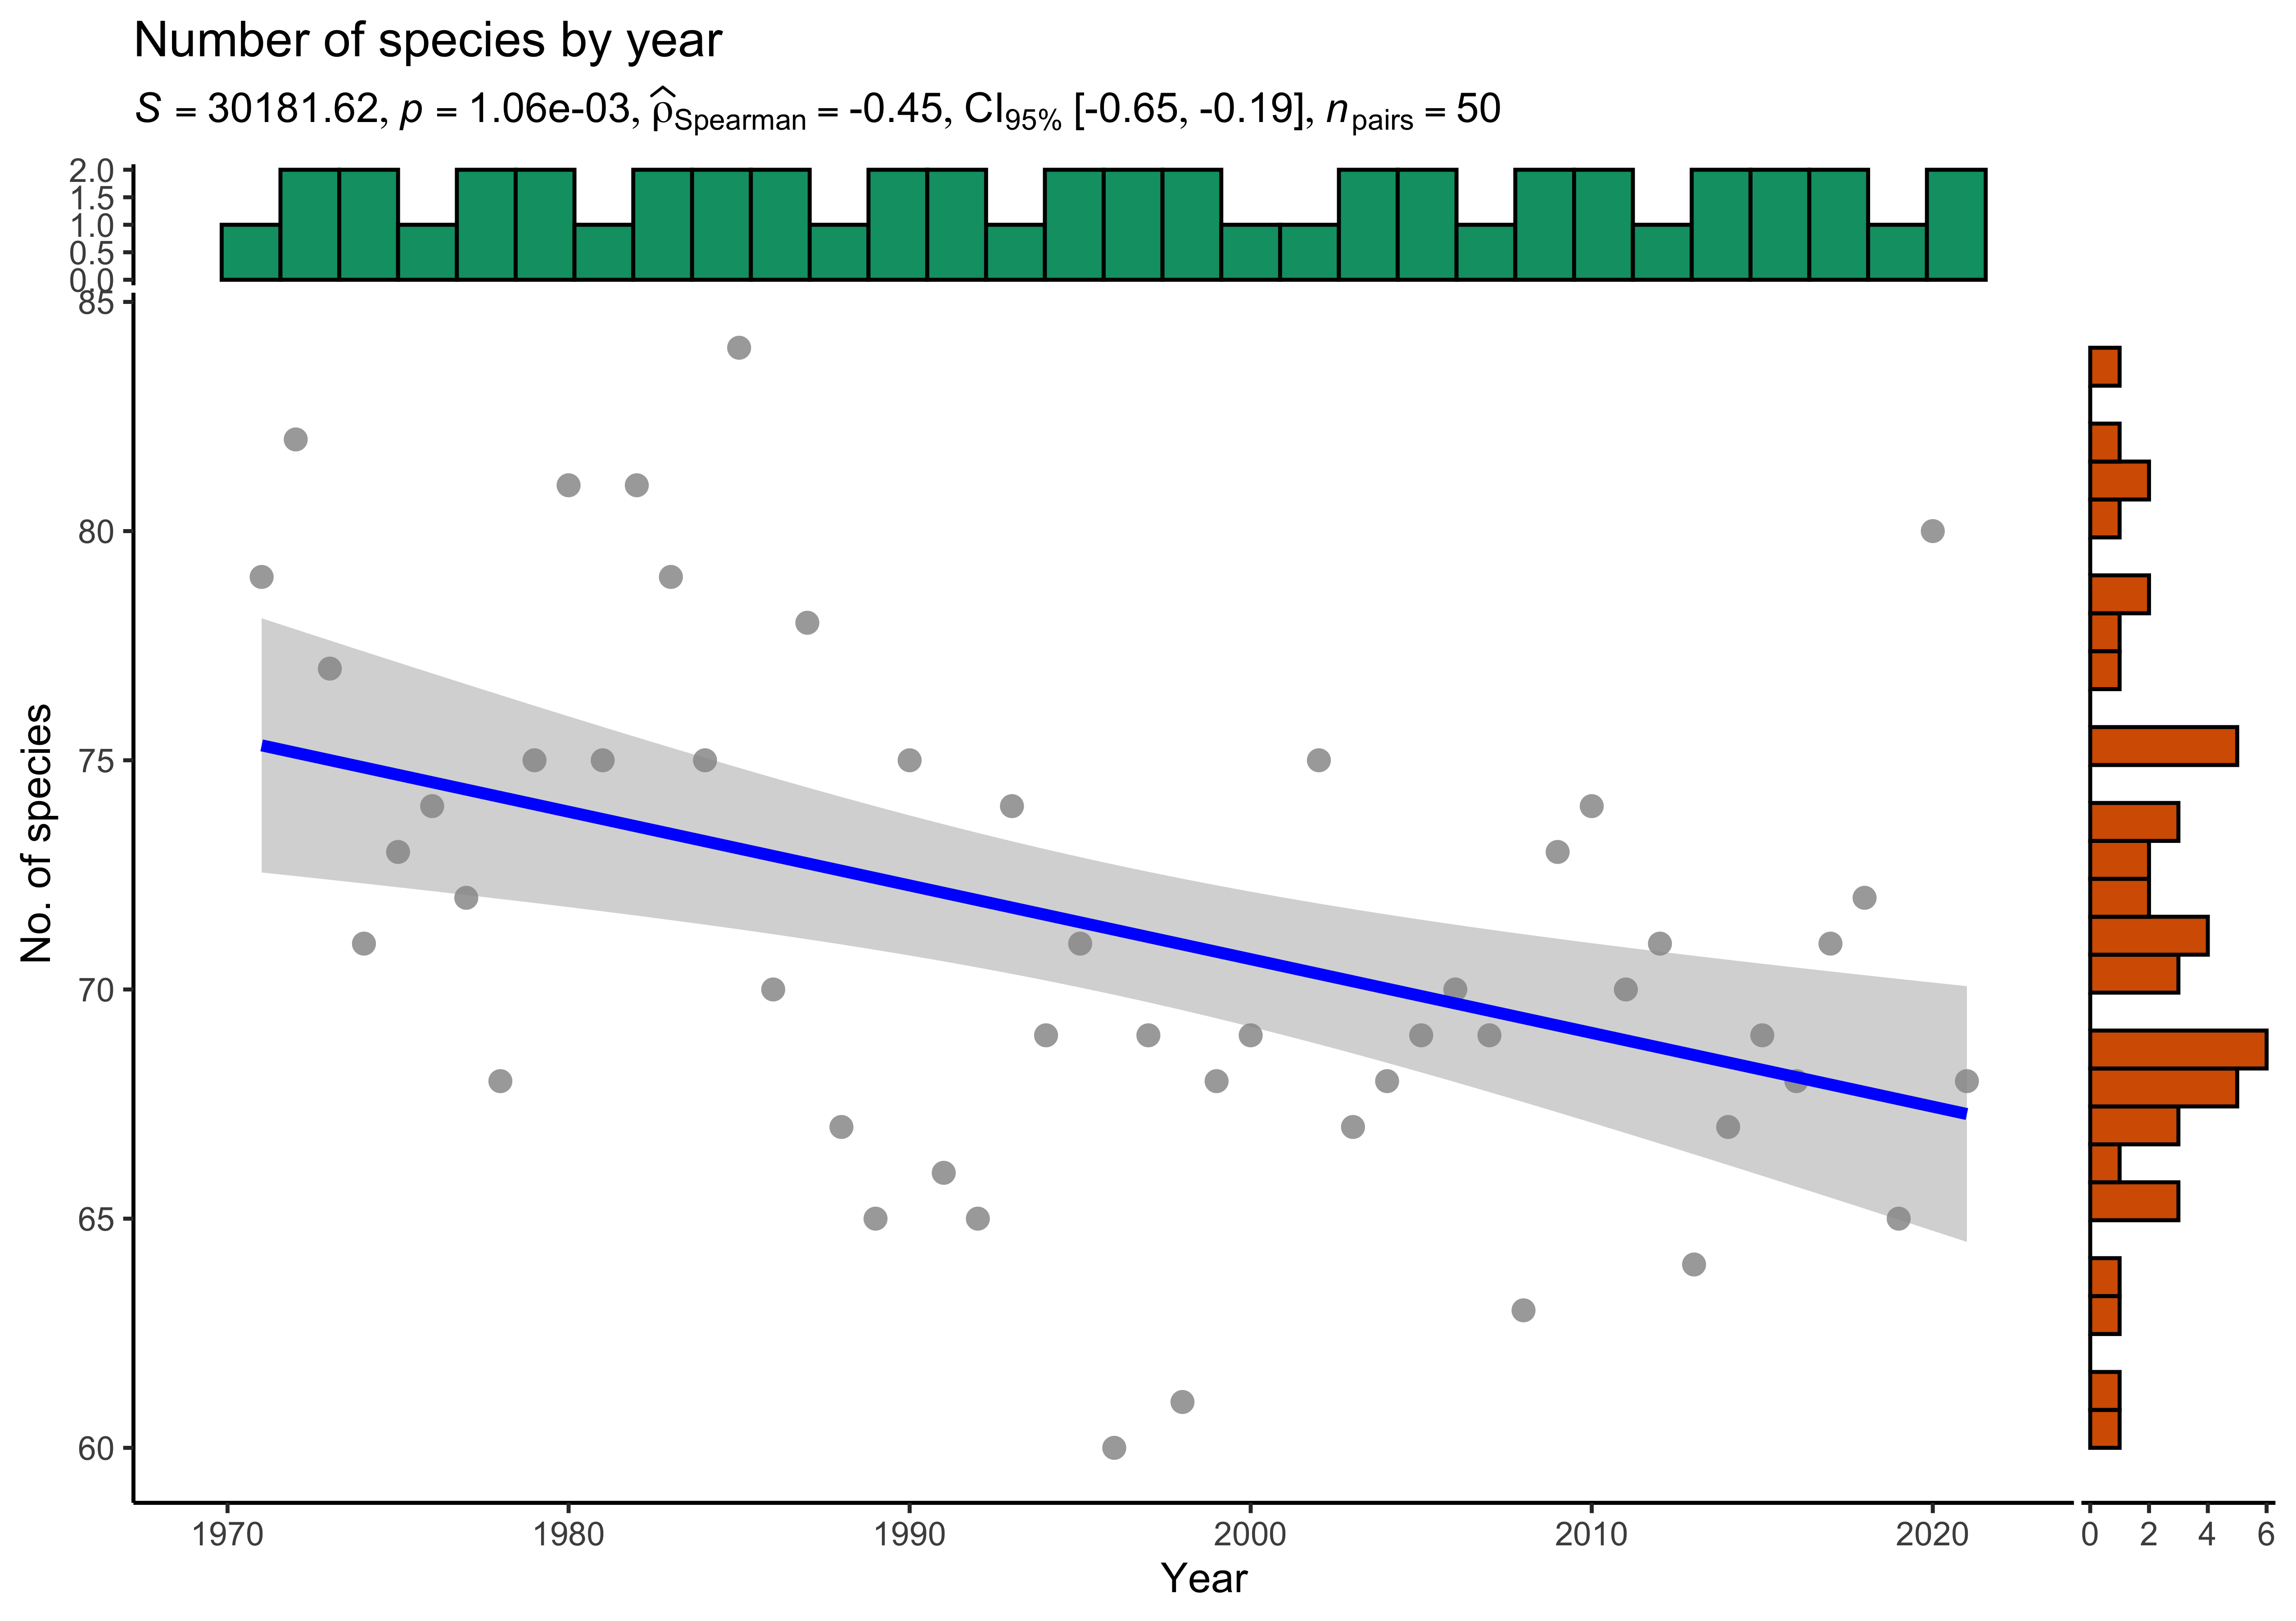 Number of species by year
S = 30181.62, p = 1.06e-03, ρ̂Spearman = -0.45, CI95% [-0.65, -0.19], npairs = 50
2.0
1.5
1.0
0.5
0.0
85
80
75
70
65
60
No. of species
1970 1980 1990 2000 2010 2020
0 2 4 6
Year